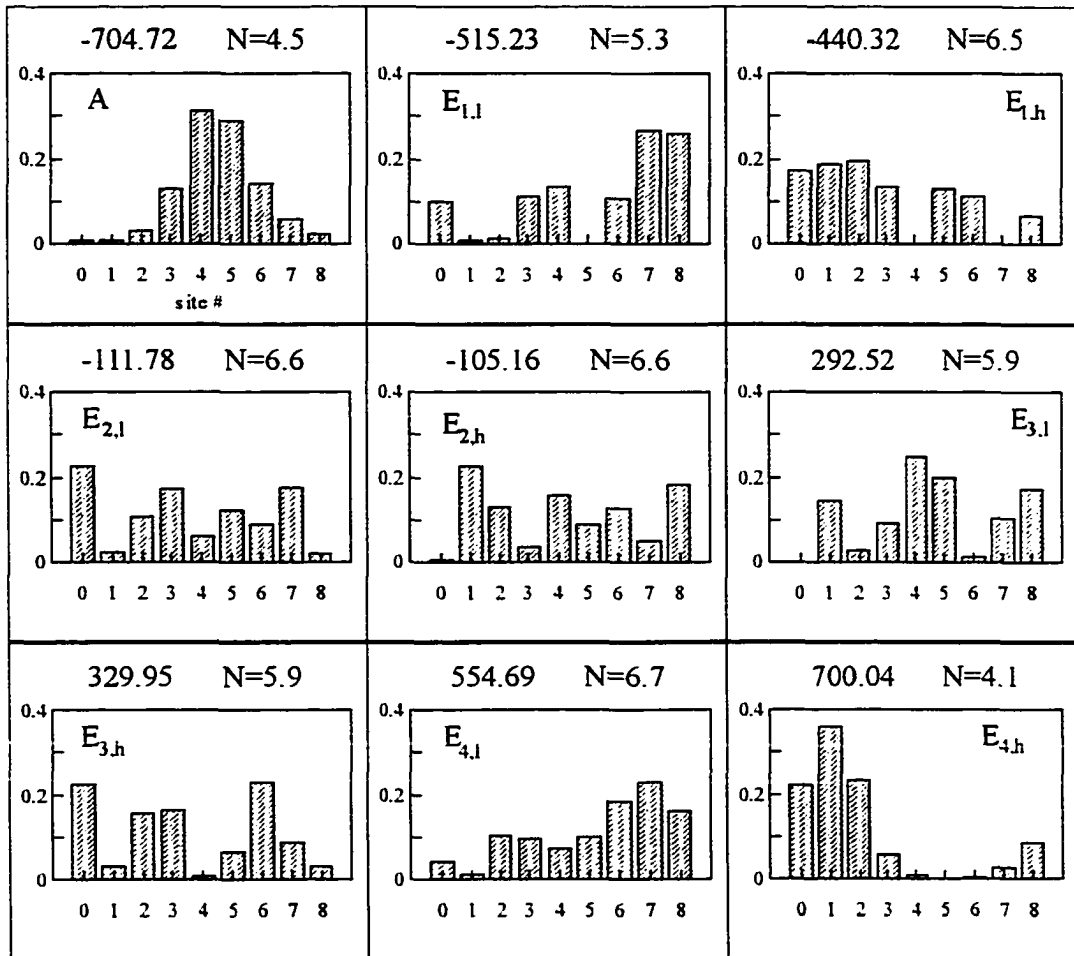 -704.72 N=4.5
0.4
A
0.2
0
0 1 2 3 4 5 6 7 8
site #
-515.23 N=5.3
0.4
E1,l
0.2
0
0 1 2 3 4 5 6 7 8
-440.32 N=6.5
0.4
E1,h
0.2
0
0 1 2 3 4 5 6 7 8
-111.78 N=6.6
0.4
E2,l
0.2
0
0 1 2 3 4 5 6 7 8
-105.16 N=6.6
0.4
E2,h
0.2
0
0 1 2 3 4 5 6 7 8
292.52 N=5.9
0.4
E3,l
0.2
0
0 1 2 3 4 5 6 7 8
329.95 N=5.9
0.4
E3,h
0.2
0
0 1 2 3 4 5 6 7 8
554.69 N=6.7
0.4
E4,l
0.2
0
0 1 2 3 4 5 6 7 8
700.04 N=4.1
0.4
E4,h
0.2
0
0 1 2 3 4 5 6 7 8